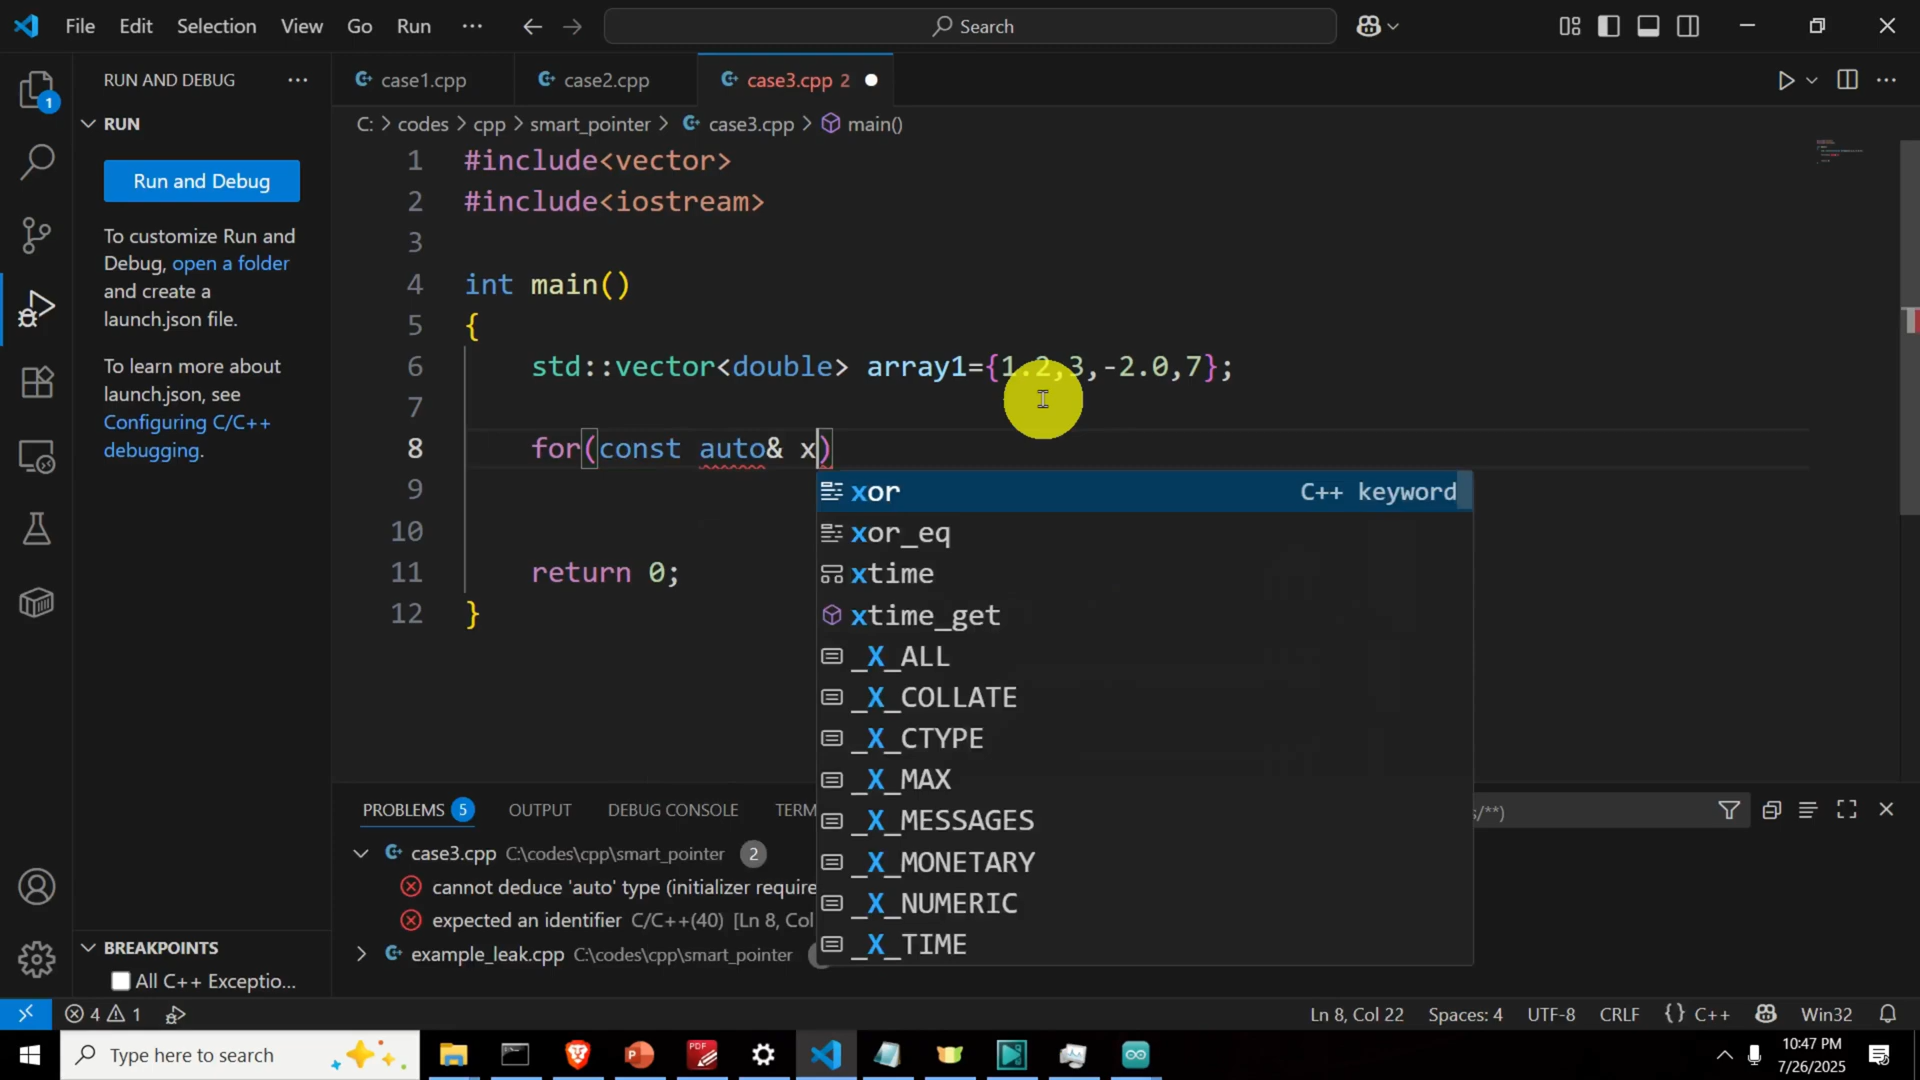 File Edit Selection View Go Run ··· Search
RUN AND DEBUG ··· case1.cpp case2.cpp case3.cpp 2
RUN
Run and Debug
To customize Run and
Debug, open a folder
and create a
launch.json file.
To learn more about
launch.json, see
Configuring C/C++
debugging.
BREAKPOINTS
All C++ Exceptio...
C: > codes > cpp > smart_pointer > case3.cpp > main()
1 #include<vector>
2 #include<iostream>
3
4 int main()
5 {
6 std::vector<double> array1={1.2,3,-2.0,7};
7
8 for(const auto& x)
9
10
11 return 0;
12 }
xor C++ keyword
xor_eq
xtime
xtime_get
_X_ALL
_X_COLLATE
_X_CTYPE
_X_MAX
_X_MESSAGES
_X_MONETARY
_X_NUMERIC
_X_TIME
PROBLEMS 5 OUTPUT DEBUG CONSOLE TERM s/**)
case3.cpp C:\codes\cpp\smart_pointer 2
cannot deduce 'auto' type (initializer require
expected an identifier C/C++(40) [Ln 8, Col
example_leak.cpp C:\codes\cpp\smart_pointer
4 1 Ln 8, Col 22 Spaces: 4 UTF-8 CRLF {} C++ Win32
Type here to search PDF 10:47 PM
7/26/2025
1